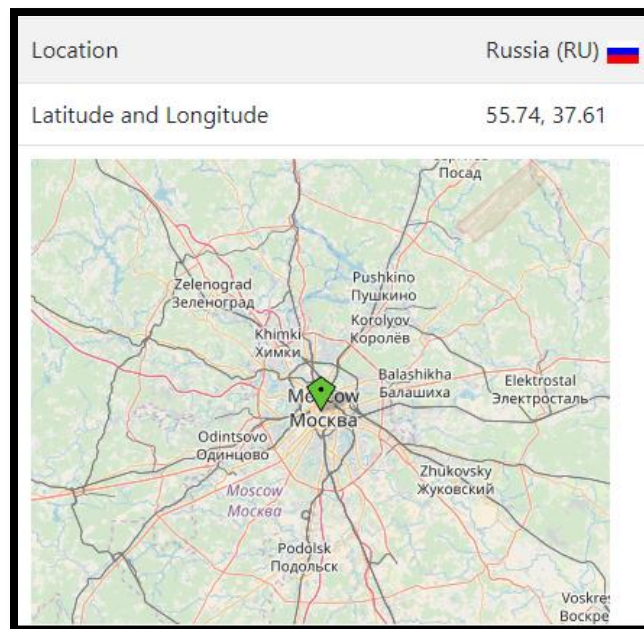 Location
Russia (RU)
Latitude and Longitude
55.74, 37.61
Посад
Zelenograd
Зеленоград
Pushkino
Пушкино
Korolyov
Королёв
Khimki
Химки
Balashikha
Балашиха
Elektrostal
Электросталь
Москва
Odintsovo
Одинцово
Zhukovsky
Жуковский
Moscow
Москва
Podolsk
Подольск